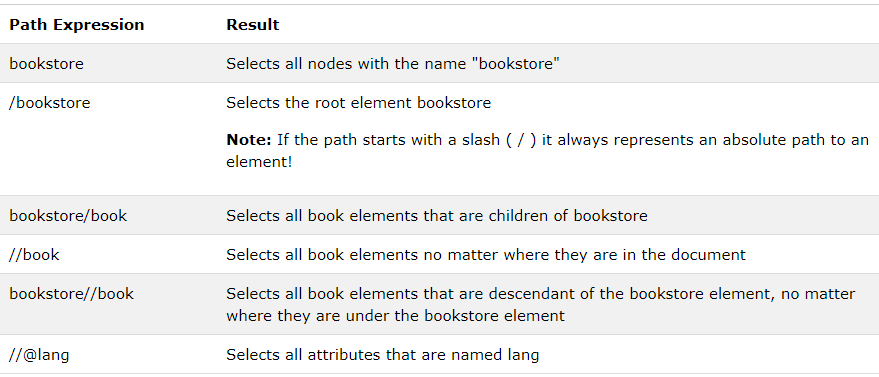 Path Expression Result
bookstore Selects all nodes with the name "bookstore"
/bookstore Selects the root element bookstore
Note: If the path starts with a slash ( / ) it always represents an absolute path to an
element!
bookstore/book Selects all book elements that are children of bookstore
//book Selects all book elements no matter where they are in the document
bookstore//book Selects all book elements that are descendant of the bookstore element, no matter
where they are under the bookstore element
//@lang Selects all attributes that are named lang